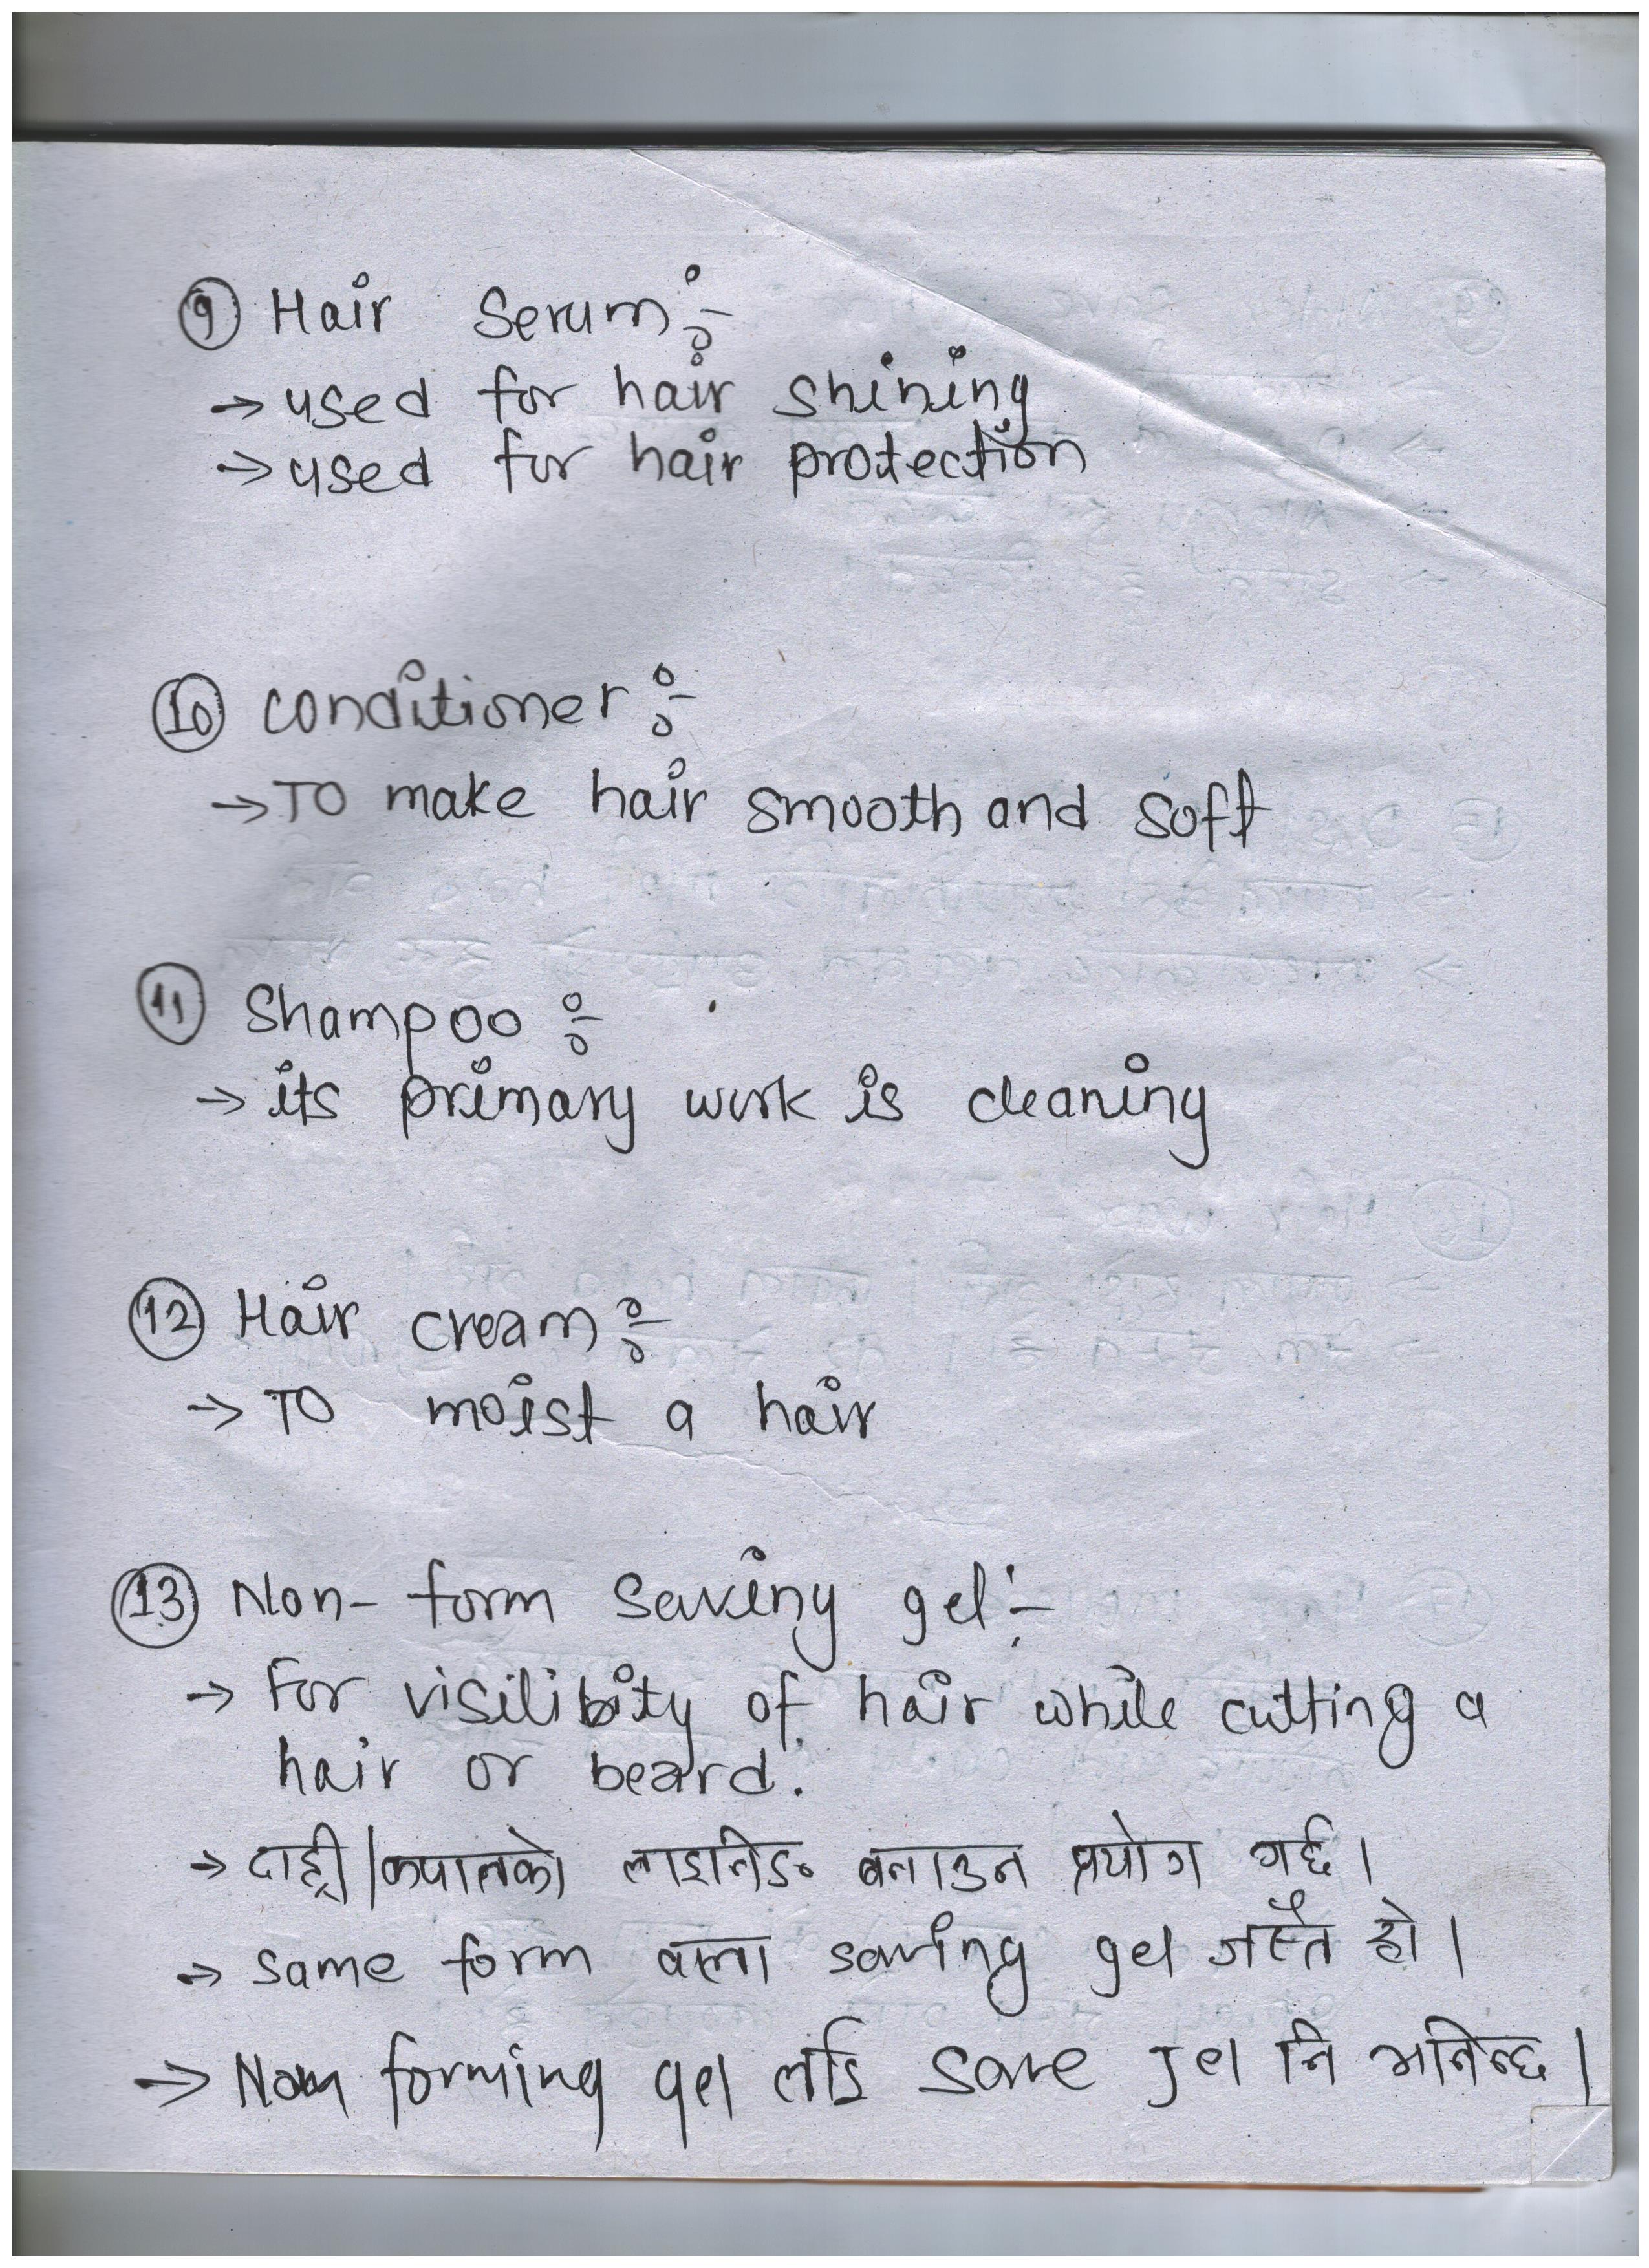 9 Hair Serum :-
→ used for hair shining
→ used for hair protection
10 conditioner :-
→ TO make hair smooth and soft
11 Shampoo :-
→ its primary work is cleaning
12 Hair cream :-
→ TO moist a hair
13 Non- form saving gel :-
→ For visilibity of hair while cutting a
hair or beard.
→ दाह्री/कपालको लाइनिङ बनाउन प्रयोग गर्छ।
→ same form वाला saving gel जस्तै हो।
→ Non forming gel लाई save jel नि भनिन्छ।